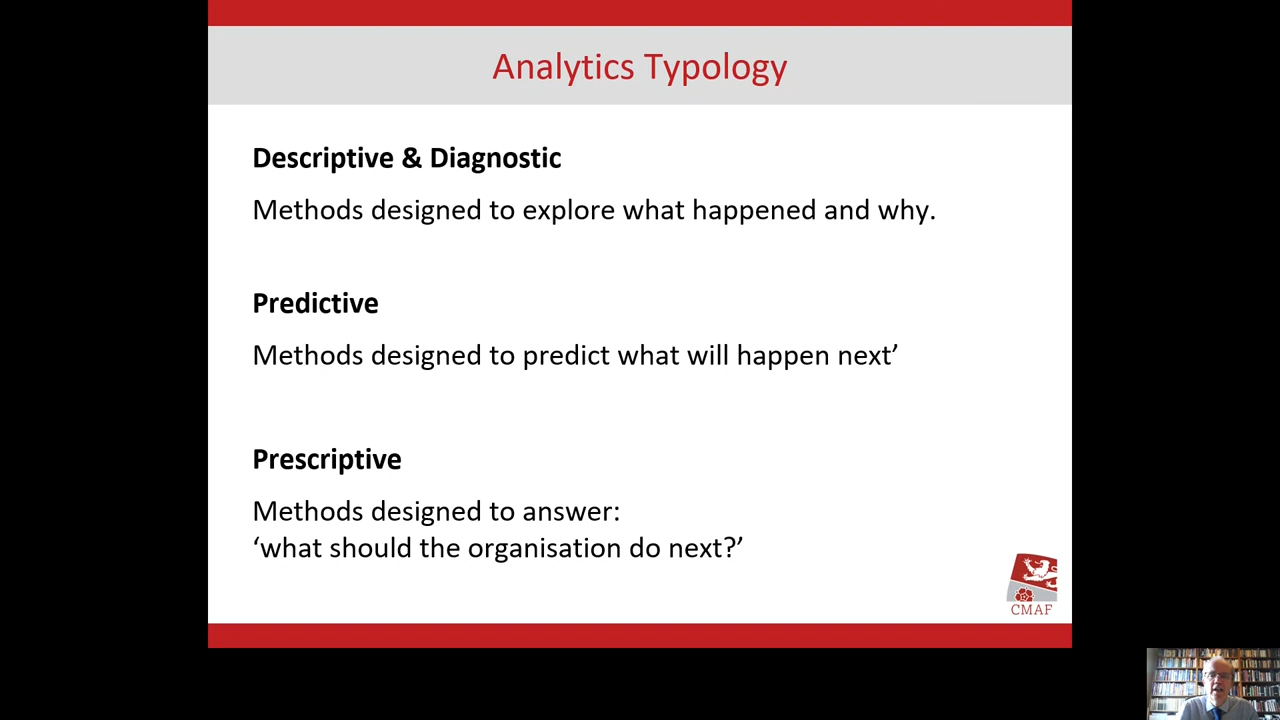 Analytics Typology
Descriptive & Diagnostic
Methods designed to explore what happened and why.
Predictive
Methods designed to predict what will happen next’
Prescriptive
Methods designed to answer:
‘what should the organisation do next?’
CMAF